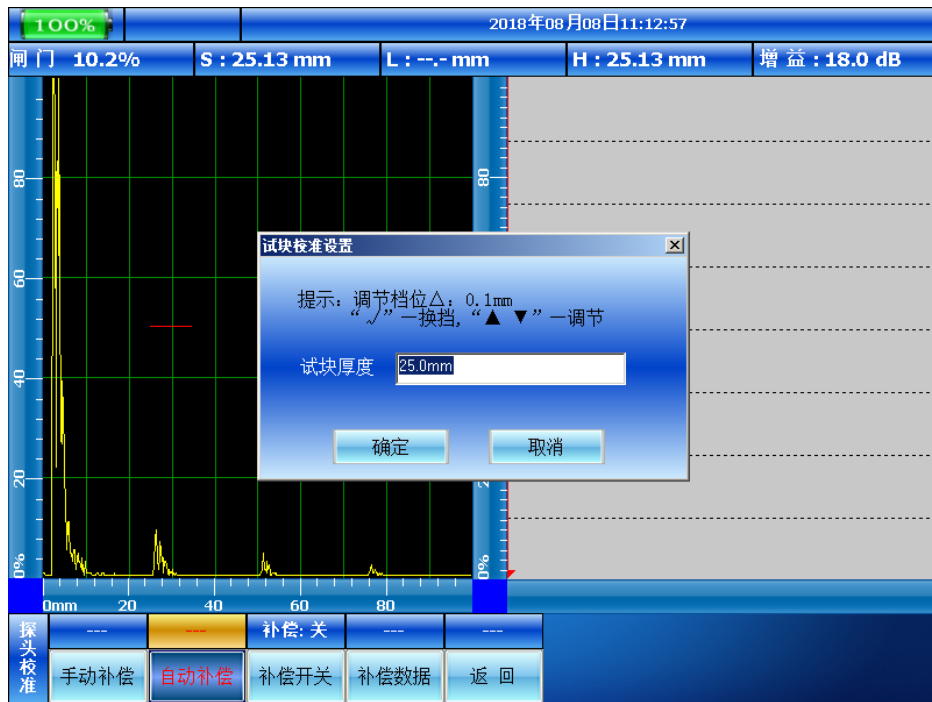 100%
2018年08月08日11:12:57
闸 门 10.2%
S : 25.13 mm
L : --.- mm
H : 25.13 mm
增 益 : 18.0 dB
80
60
40
20
0%
80
0%
0mm 20 40 60 80
试块校准设置
提示: 调节档位△: 0.1mm
“√”—换挡, “▲ ▼”—调节
试块厚度 25.0mm
确定 取消
探头校准
--- --- 补偿: 关 --- ---
手动补偿 自动补偿 补偿开关 补偿数据 返 回